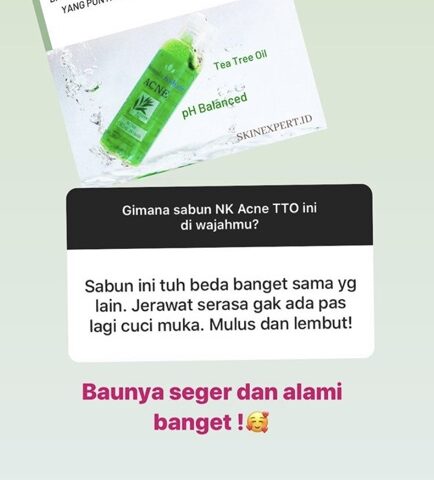 YANG PUNY
ACNE
Tea Tree Oil
pH Balanced
SKINEXPERT.ID
Gimana sabun NK Acne TTO ini
di wajahmu?
Sabun ini tuh beda banget sama yg
lain. Jerawat serasa gak ada pas
lagi cuci muka. Mulus dan lembut!
Baunya seger dan alami
banget !🥰